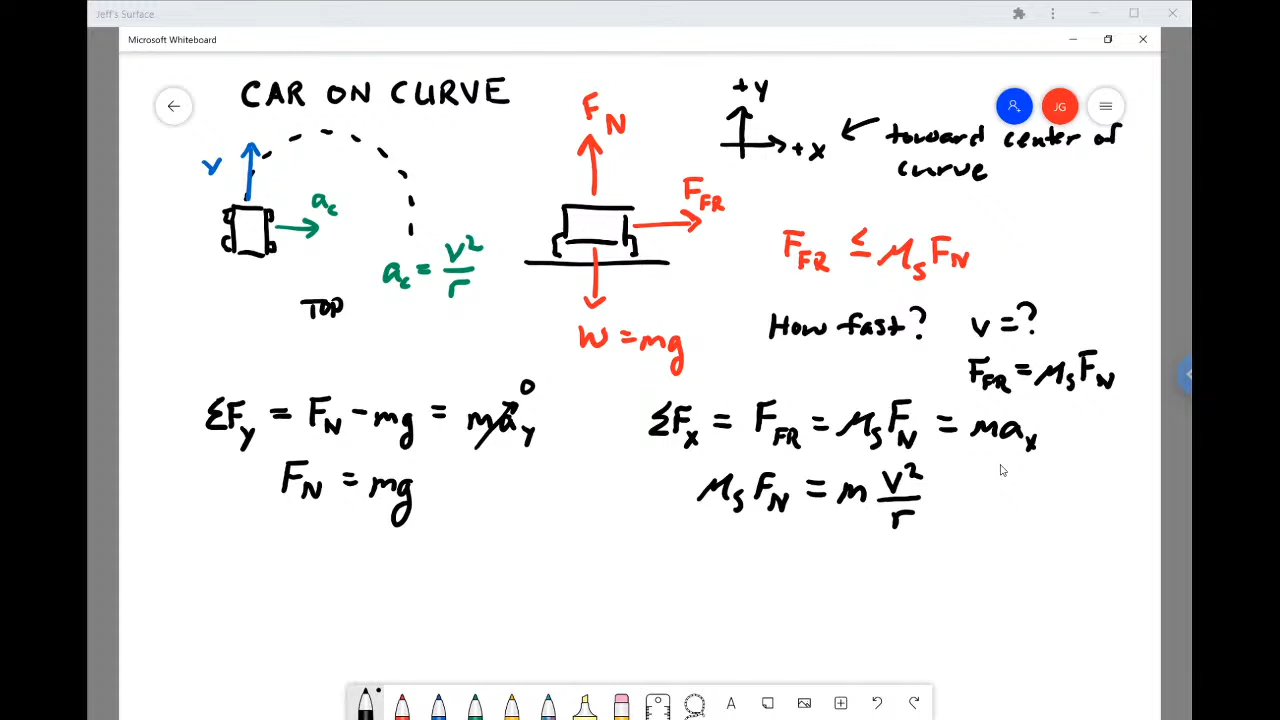 Jeff's Surface
Microsoft Whiteboard
CAR ON CURVE
v
a_c
a_c = v²/r
TOP
F_N
F_FR
W = mg
+Y
+X
toward center of
curve
JG
F_FR ≤ μ_s F_N
How fast? v = ?
F_FR = μ_s F_N
ΣF_y = F_N - mg = ma_y 0
F_N = mg
ΣF_x = F_FR = μ_s F_N = ma_x
μ_s F_N = m v²/r
A